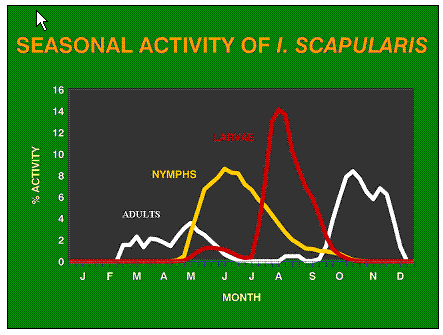 SEASONAL ACTIVITY OF I. SCAPULARIS
16
14
12
10
8
6
4
2
0
% ACTIVITY
LARVAE
NYMPHS
ADULTS
J F M A M J J A S O N D
MONTH